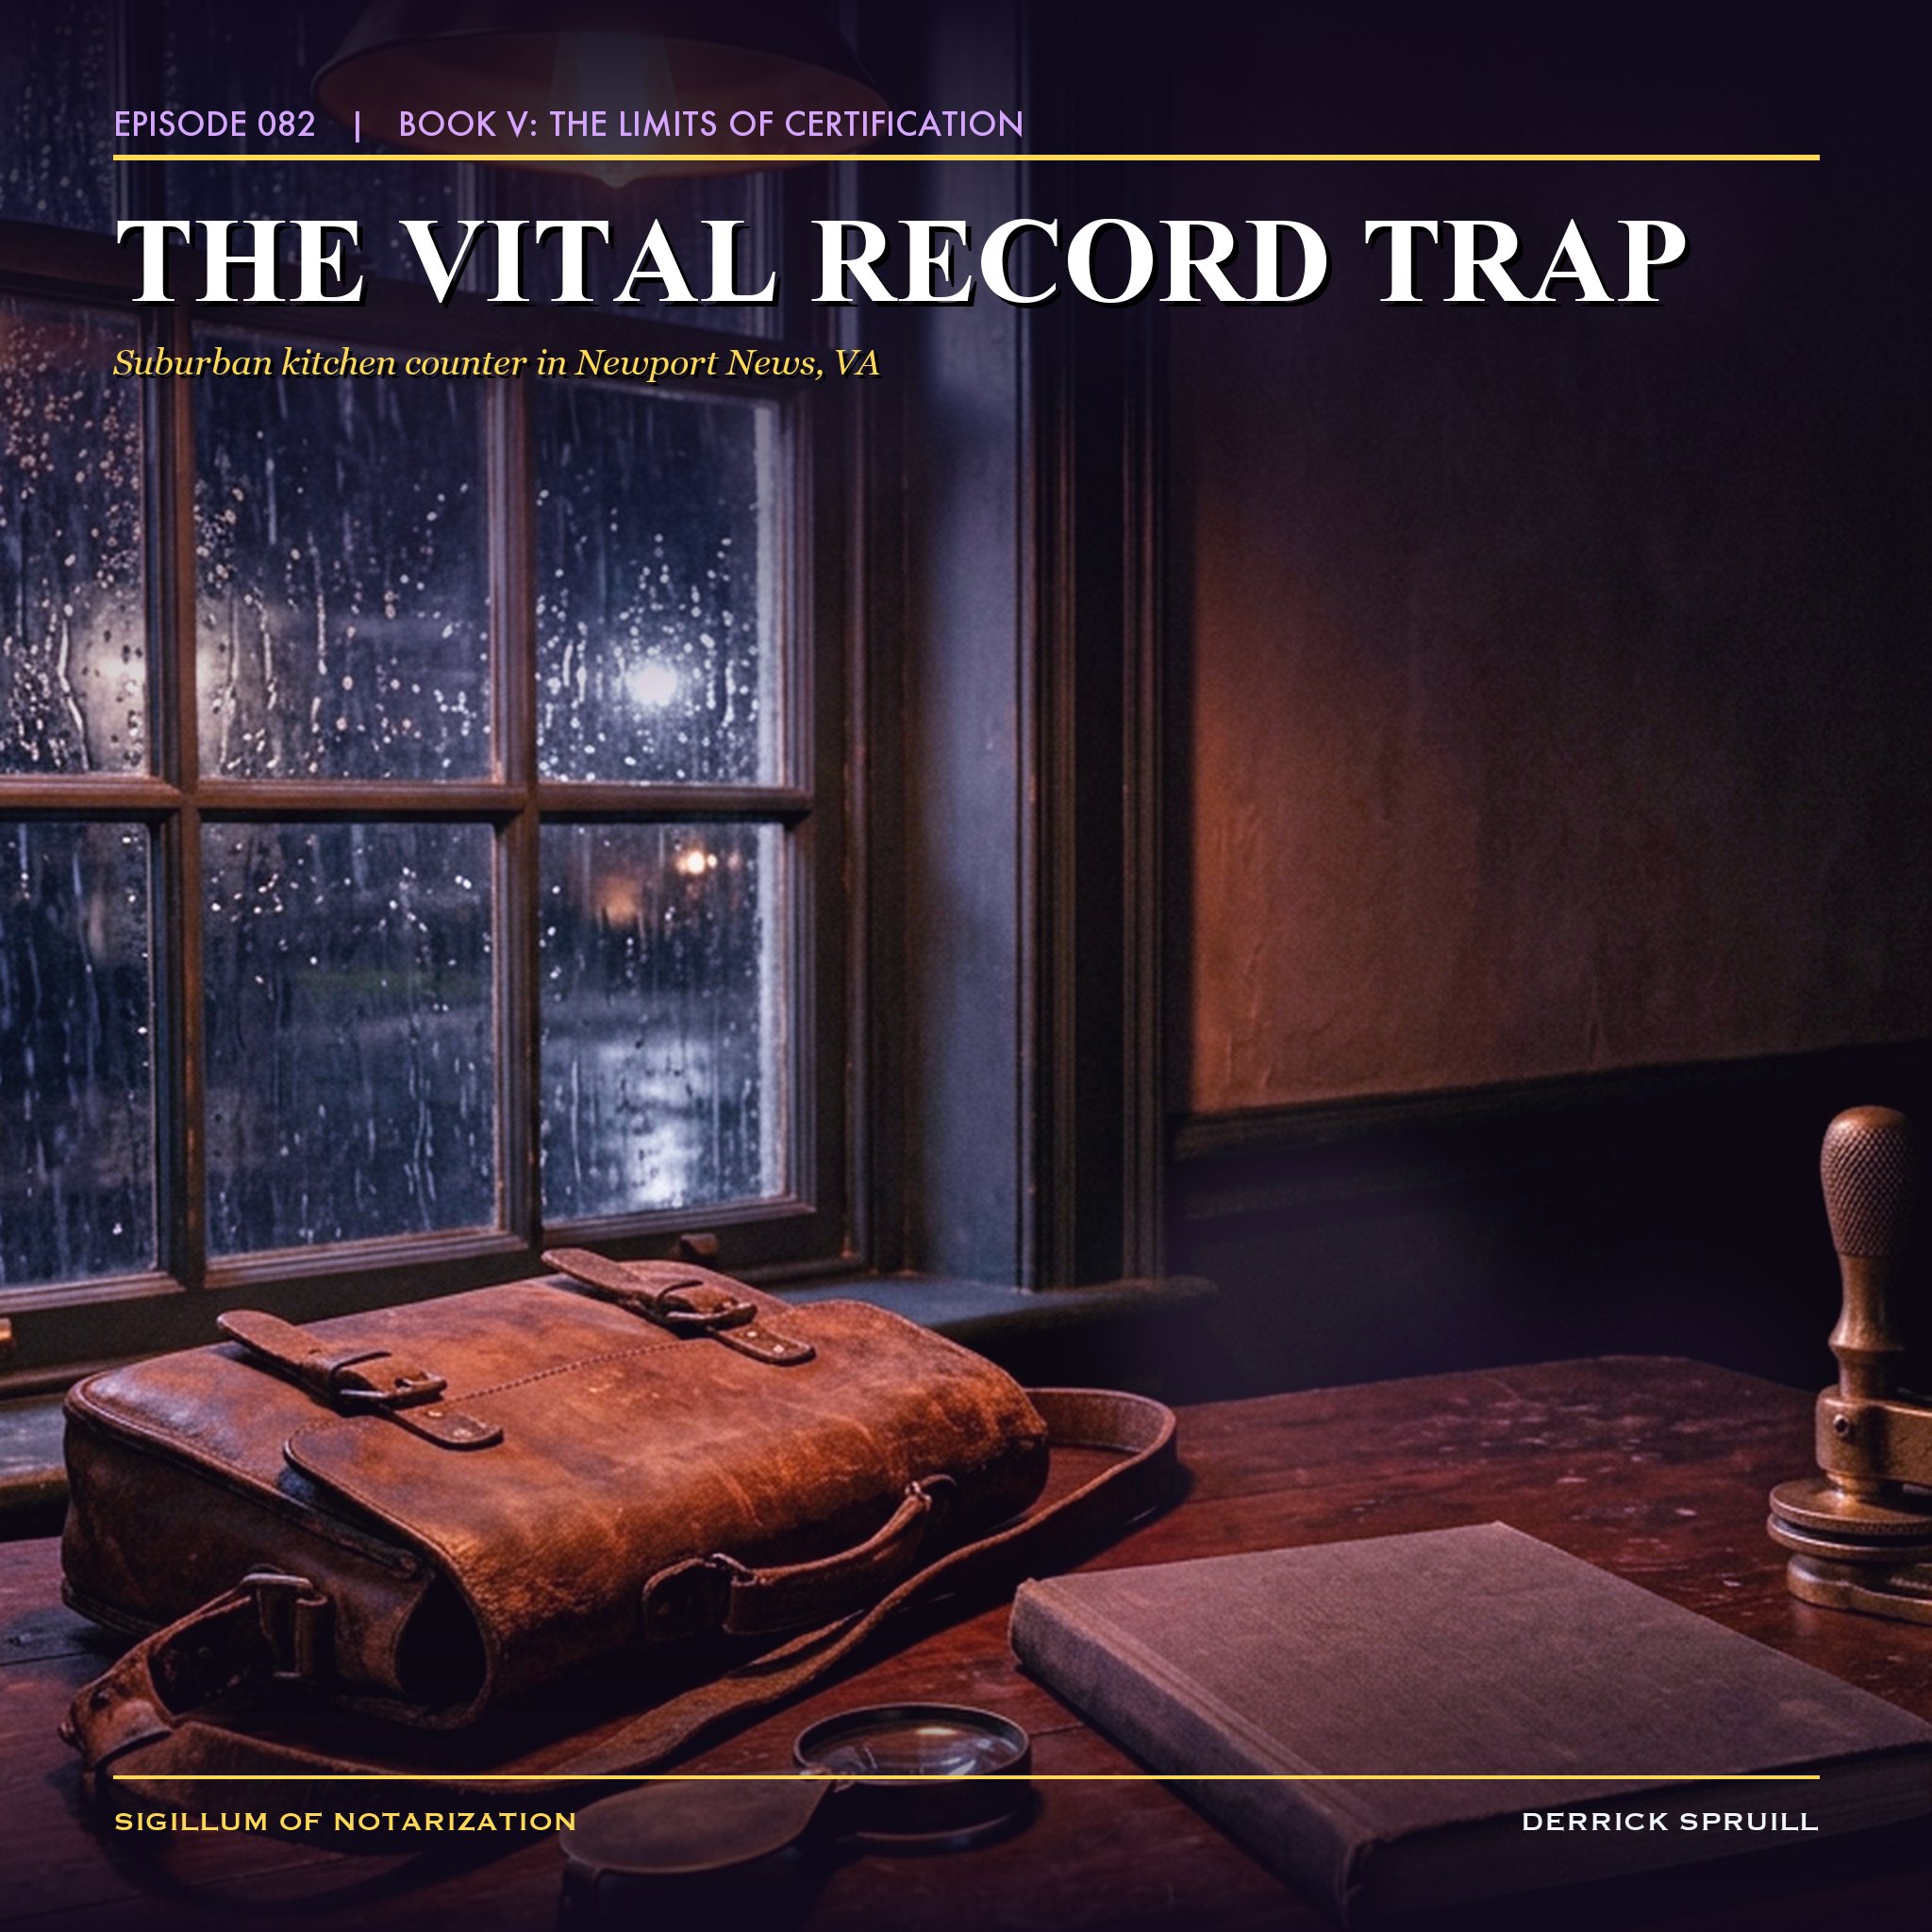 EPISODE 082 | BOOK V: THE LIMITS OF CERTIFICATION
THE VITAL RECORD TRAP
Suburban kitchen counter in Newport News, VA
SIGILLUM OF NOTARIZATION
DERRICK SPRUILL